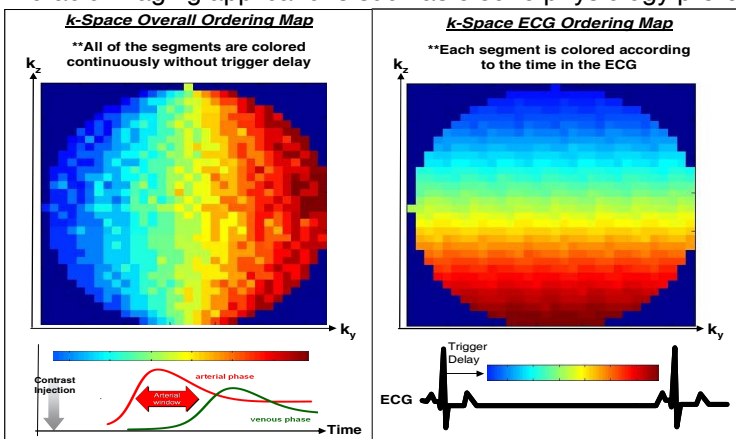 k-Space Overall Ordering Map
**All of the segments are colored
continuously without trigger delay
kz
ky
Contrast
Injection
arterial phase
Arterial
window
venous phase
Time
k-Space ECG Ordering Map
**Each segment is colored according
to the time in the ECG
kz
ky
Trigger
Delay
ECG